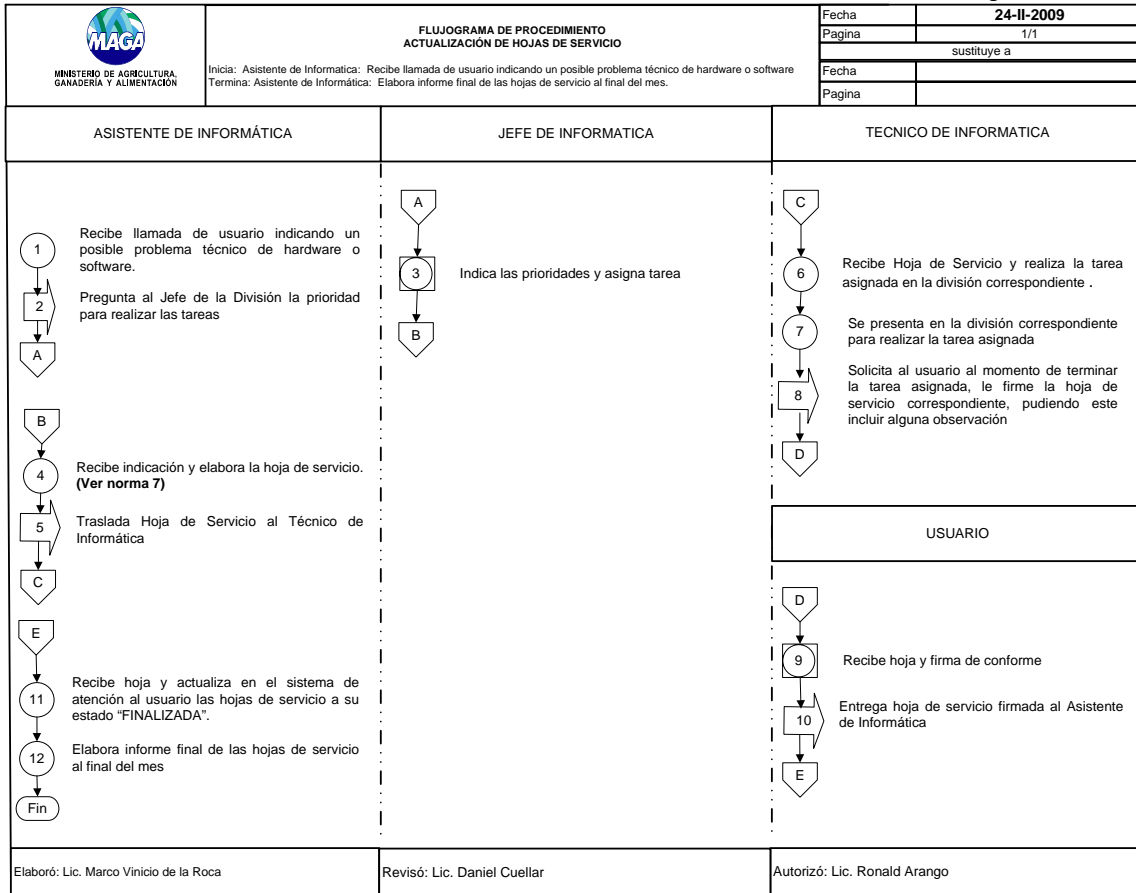 MAGA
MINISTERIO DE AGRICULTURA,
GANADERÍA Y ALIMENTACIÓN
FLUJOGRAMA DE PROCEDIMIENTO
ACTUALIZACIÓN DE HOJAS DE SERVICIO
Inicia: Asistente de Informatica: Recibe llamada de usuario indicando un posible problema técnico de hardware o software
Termina: Asistente de Informática: Elabora informe final de las hojas de servicio al final del mes.
Fecha 24-II-2009
Pagina 1/1
sustituye a
Fecha
Pagina
ASISTENTE DE INFORMÁTICA
1
Recibe llamada de usuario indicando un
posible problema técnico de hardware o
software.
2
Pregunta al Jefe de la División la prioridad
para realizar las tareas
A
B
4
Recibe indicación y elabora la hoja de servicio.
(Ver norma 7)
5
Traslada Hoja de Servicio al Técnico de
Informática
C
E
11
Recibe hoja y actualiza en el sistema de
atención al usuario las hojas de servicio a su
estado “FINALIZADA”.
12
Elabora informe final de las hojas de servicio
al final del mes
Fin
JEFE DE INFORMATICA
A
3
Indica las prioridades y asigna tarea
B
TECNICO DE INFORMATICA
C
6
Recibe Hoja de Servicio y realiza la tarea
asignada en la división correspondiente .
7
Se presenta en la división correspondiente
para realizar la tarea asignada
8
Solicita al usuario al momento de terminar
la tarea asignada, le firme la hoja de
servicio correspondiente, pudiendo este
incluir alguna observación
D
USUARIO
D
9
Recibe hoja y firma de conforme
10
Entrega hoja de servicio firmada al Asistente
de Informática
E
Elaboró: Lic. Marco Vinicio de la Roca
Revisó: Lic. Daniel Cuellar
Autorizó: Lic. Ronald Arango